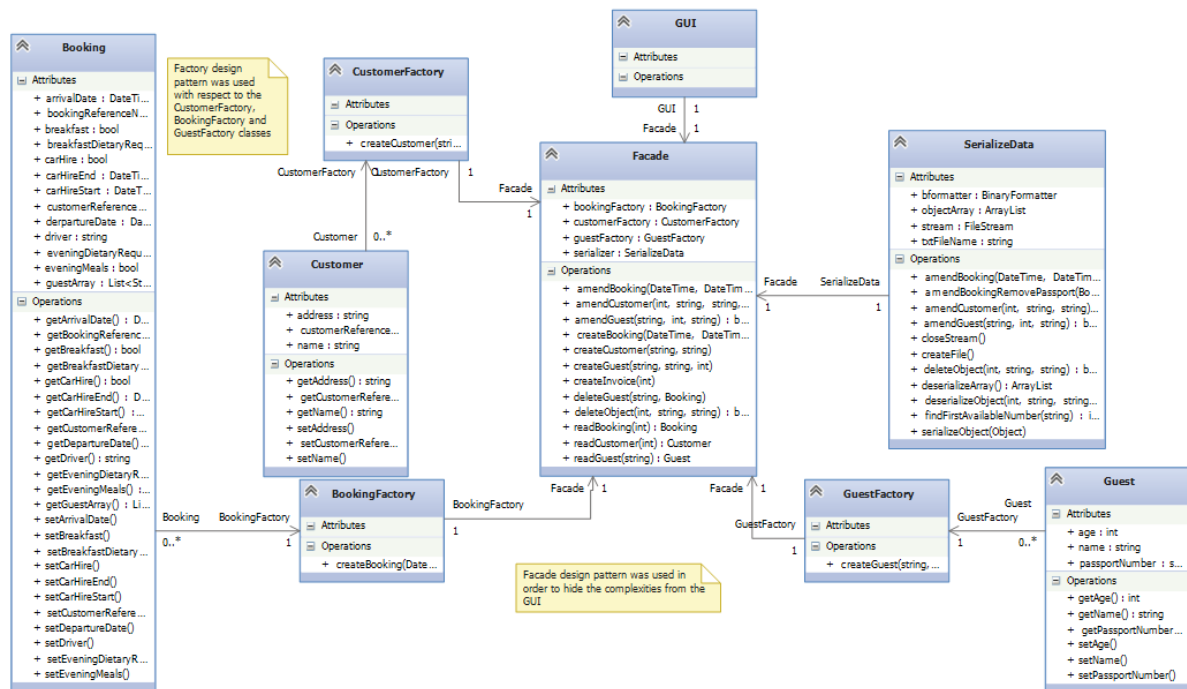 Booking
Attributes
+ arrivalDate : DateTi...
+ bookingReferenceN...
+ breakfast : bool
+ breakfastDietaryReq...
+ carHire : bool
+ carHireEnd : DateTi...
+ carHireStart : DateT...
+ customerReference...
+ derpartureDate : Da...
+ driver : string
+ eveningDietaryRequ...
+ eveningMeals : bool
+ guestArray : List<St...
Operations
+ getArrivalDate() : D...
+ getBookingReferenc...
+ getBreakfast() : bool
+ getBreakfastDietary...
+ getCarHire() : bool
+ getCarHireEnd() : D...
+ getCarHireStart() : ...
+ getCustomerRefere...
+ getDepartureDate()...
+ getDriver() : string
+ getEveningDietaryR...
+ getEveningMeals() :...
+ getGuestArray() : Li...
+ setArrivalDate()
+ setBreakfast()
+ setBreakfastDietary...
+ setCarHire()
+ setCarHireEnd()
+ setCarHireStart()
+ setCustomerRefere...
+ setDepartureDate()
+ setDriver()
+ setEveningDietaryR...
+ setEveningMeals()
Factory design
pattern was used
with respect to the
CustomerFactory,
BookingFactory and
GuestFactory classes
CustomerFactory
Attributes
Operations
+ createCustomer(stri...
CustomerFactory
CustomerFactory
1
Facade
1
Customer
0..*
Customer
Attributes
+ address : string
+ customerReference...
+ name : string
Operations
+ getAddress() : string
+ getCustomerRefere...
+ getName() : string
+ setAddress()
+ setCustomerRefere...
+ setName()
BookingFactory
Attributes
Operations
+ createBooking(Date...
Booking
BookingFactory
0..*
1
BookingFactory
1
Facade
1
GUI
Attributes
Operations
GUI
1
Facade
1
Facade
Attributes
+ bookingFactory : BookingFactory
+ customerFactory : CustomerFactory
+ guestFactory : GuestFactory
+ serializer : SerializeData
Operations
+ amendBooking(DateTime, DateTim...
+ amendCustomer(int, string, string,...
+ amendGuest(string, int, string) : b...
+ createBooking(DateTime, DateTim...
+ createCustomer(string, string)
+ createGuest(string, string, int)
+ createInvoice(int)
+ deleteGuest(string, Booking)
+ deleteObject(int, string, string) : b...
+ readBooking(int) : Booking
+ readCustomer(int) : Customer
+ readGuest(string) : Guest
Facade
SerializeData
1
1
SerializeData
Attributes
+ bformatter : BinaryFormatter
+ objectArray : ArrayList
+ stream : FileStream
+ txtFileName : string
Operations
+ amendBooking(DateTime, DateTim...
+ amendBookingRemovePassport(Bo...
+ amendCustomer(int, string, string)...
+ amendGuest(string, int, string) : b...
+ closeStream()
+ createFile()
+ deleteObject(int, string, string) : b...
+ deserializeArray() : ArrayList
+ deserializeObject(int, string, string...
+ findFirstAvailableNumber(string) : i...
+ serializeObject(Object)
Facade
1
GuestFactory
1
GuestFactory
Attributes
Operations
+ createGuest(string, ...
Guest
GuestFactory
1
0..*
Guest
Attributes
+ age : int
+ name : string
+ passportNumber : s...
Operations
+ getAge() : int
+ getName() : string
+ getPassportNumber...
+ setAge()
+ setName()
+ setPassportNumber()
Facade design pattern was used in
order to hide the complexities from the
GUI